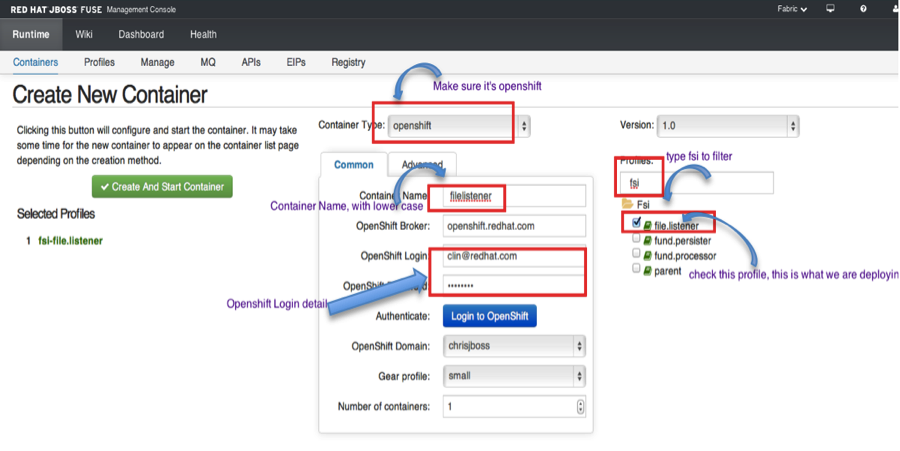 RED HAT JBOSS FUSE Management Console
Fabric
Runtime Wiki Dashboard Health
Containers Profiles Manage MQ APIs EIPs Registry
Make sure it's openshift
Create New Container
Clicking this button will configure and start the container. It may take
some time for the new container to appear on the container list page
depending on the creation method.
Create And Start Container
Selected Profiles
1 fsi-file.listener
Container Type: openshift
Common Advanced
Container Name: filelistener
Container Name, with lower case
OpenShift Broker: openshift.redhat.com
OpenShift Login: clin@redhat.com
Openshift Login detail
Authenticate: Login to OpenShift
OpenShift Domain: chrisjboss
Gear profile: small
Number of containers: 1
Version: 1.0
Profiles:
type fsi to filter
fsi
Fsi
file.listener
fund.persister
fund.processor
parent
check this profile, this is what we are deployin